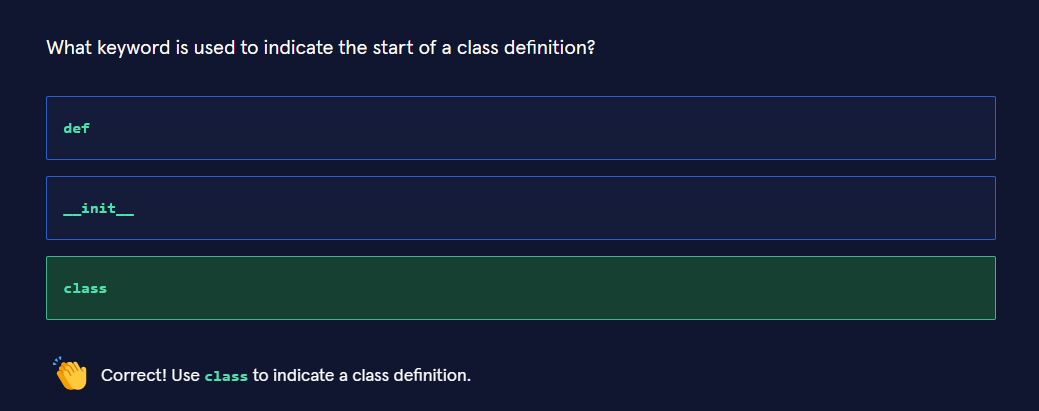 What keyword is used to indicate the start of a class definition?
def
__init__
class
Correct! Use class to indicate a class definition.